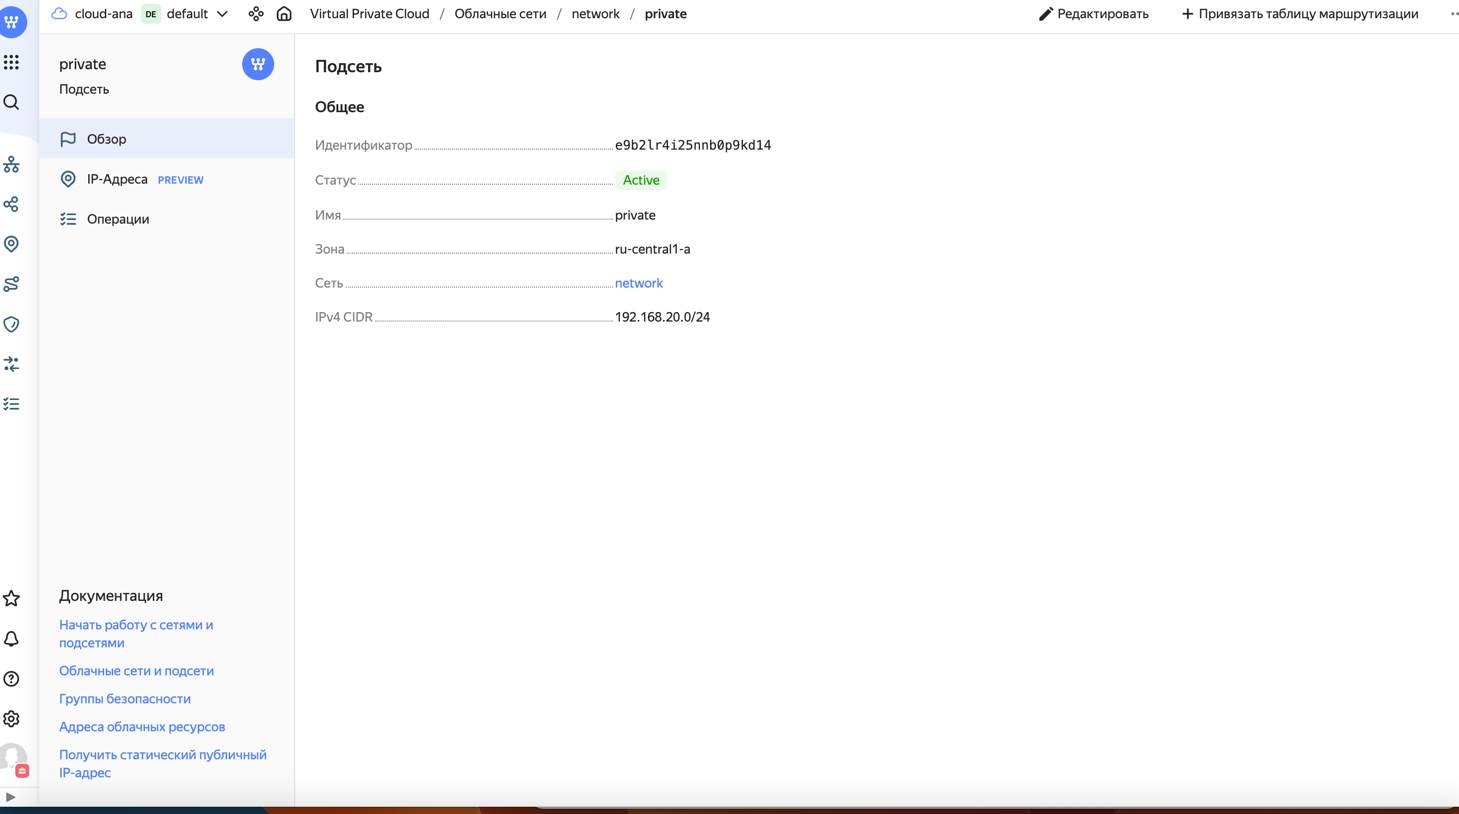 cloud-ana DE default Virtual Private Cloud / Облачные сети / network / private Редактировать + Привязать таблицу маршрутизации
private
Подсеть
Обзор
IP-Адреса PREVIEW
Операции
Подсеть
Общее
Идентификатор e9b2lr4i25nnb0p9kd14
Статус Active
Имя private
Зона ru-central1-a
Сеть network
IPv4 CIDR 192.168.20.0/24
Документация
Начать работу с сетями и
подсетями
Облачные сети и подсети
Группы безопасности
Адреса облачных ресурсов
Получить статический публичный
IP-адрес